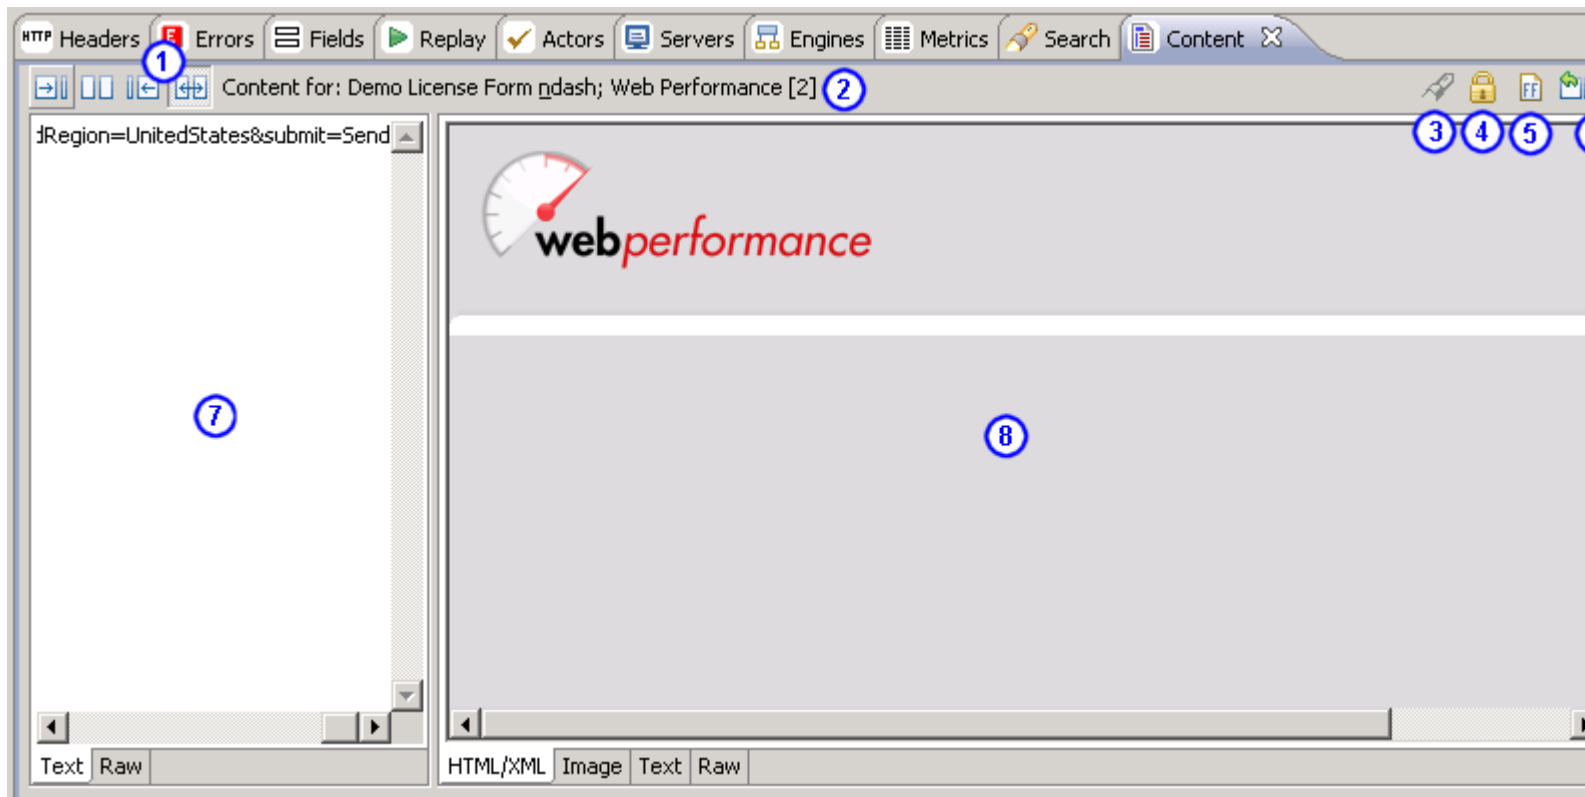 HTTP Headers E Errors Fields Replay Actors Servers Engines Metrics Search Content
1
Content for: Demo License Form ndash; Web Performance [2] 2
FF
3 4 5
dRegion=UnitedStates&submit=Send
webperformance
7
8
Text Raw
HTML/XML Image Text Raw